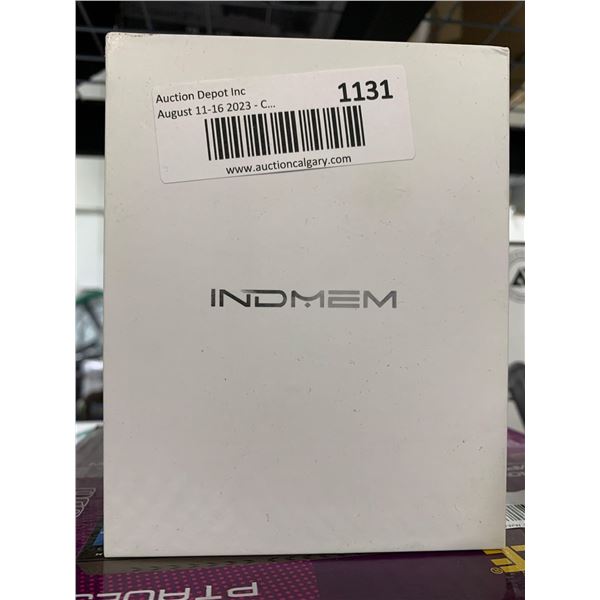 Auction Depot Inc
August 11-16 2023 - C...
1131
www.auctioncalgary.com
INDMEM